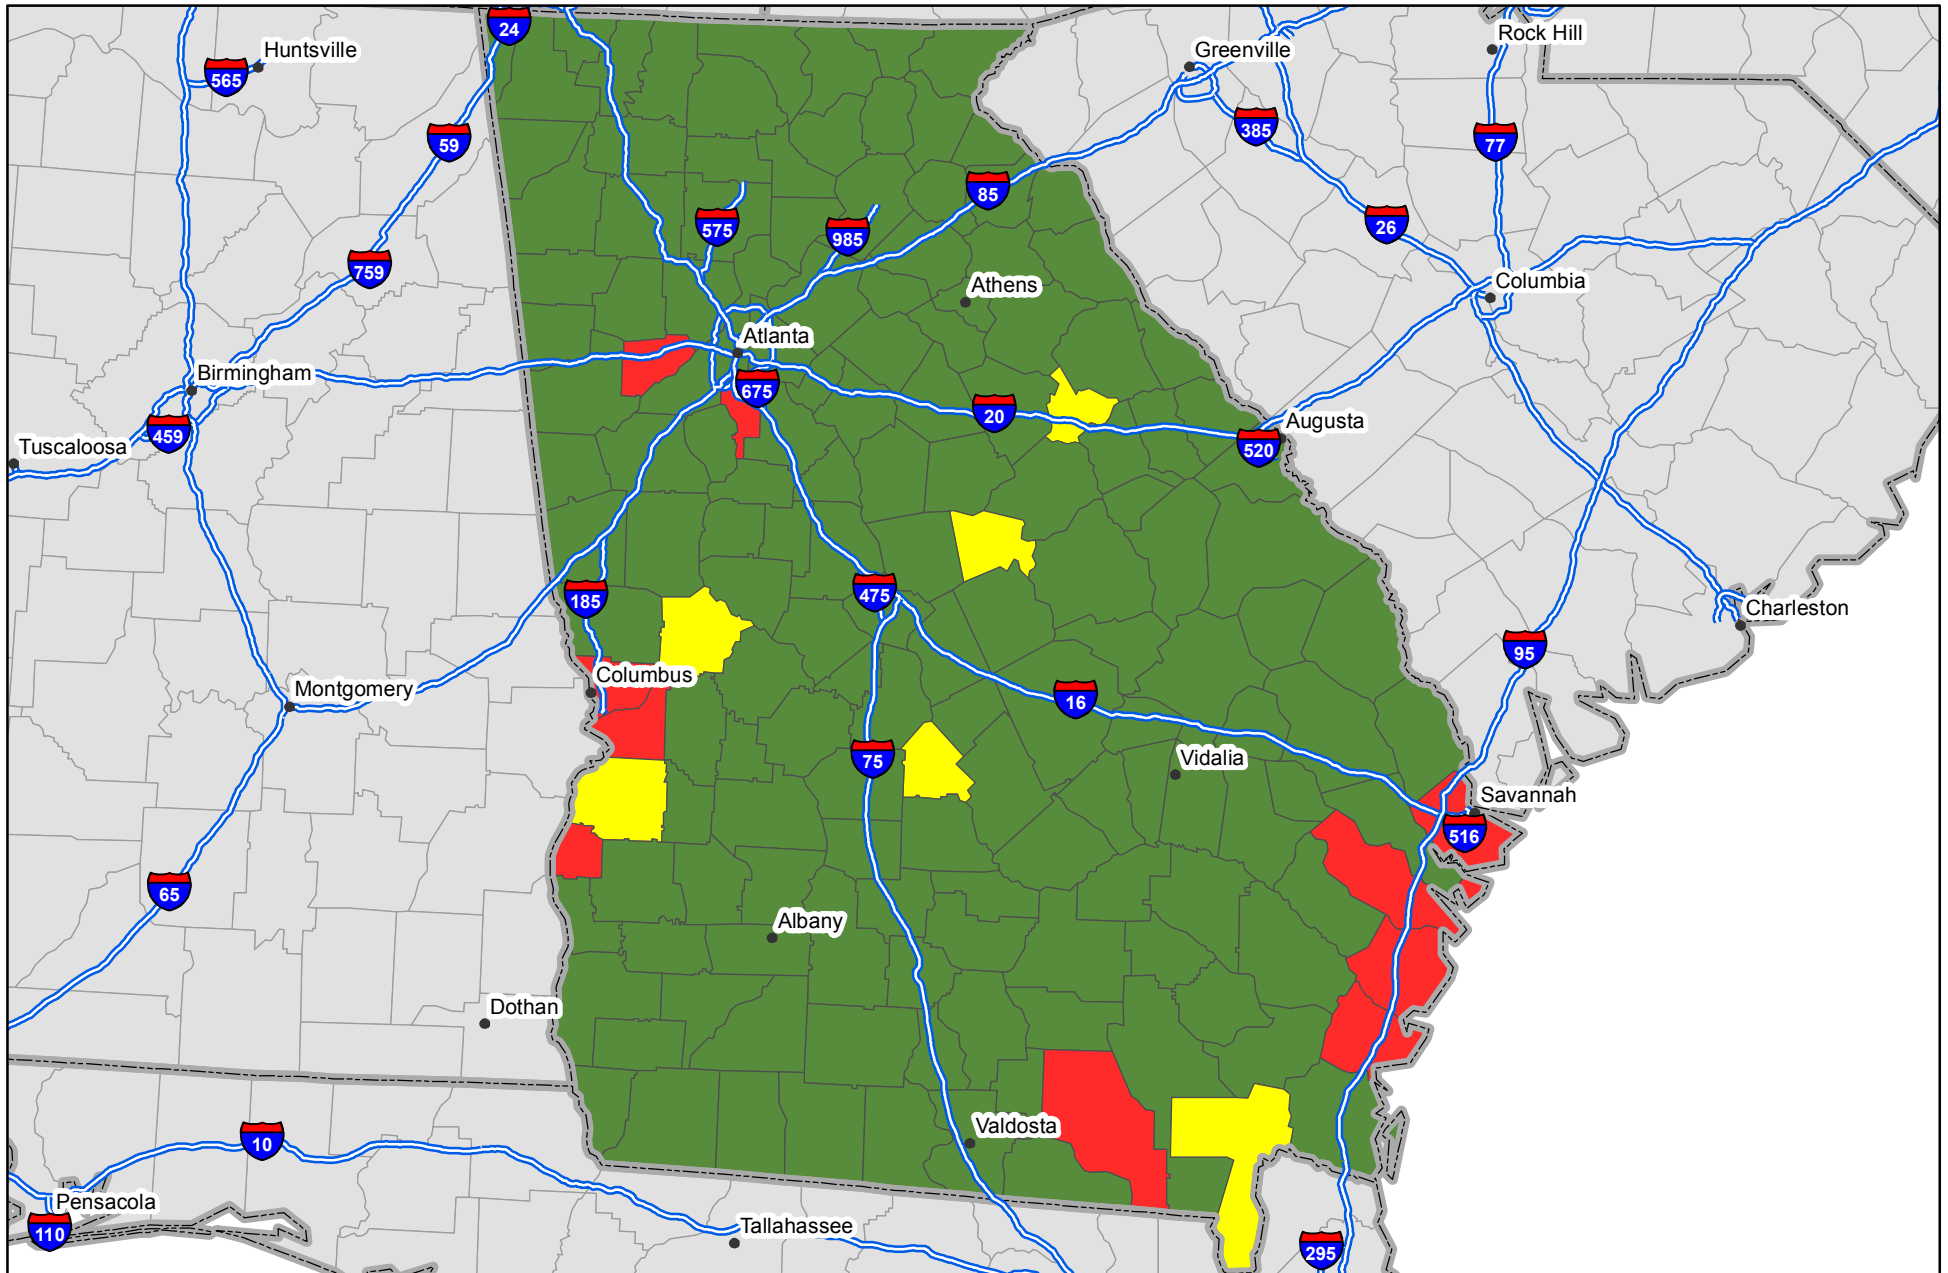 24
Huntsville
565
Greenville
Rock Hill
59
385
77
85
575
985
26
759
Athens
Columbia
Atlanta
Birmingham
675
20
Augusta
459
Tuscaloosa
520
185
475
Charleston
95
Columbus
Montgomery
16
75
Vidalia
Savannah
516
65
Albany
Dothan
Valdosta
10
Pensacola
110
Tallahassee
295